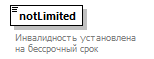 notLimited
Инвалидность установлена
на бессрочный срок